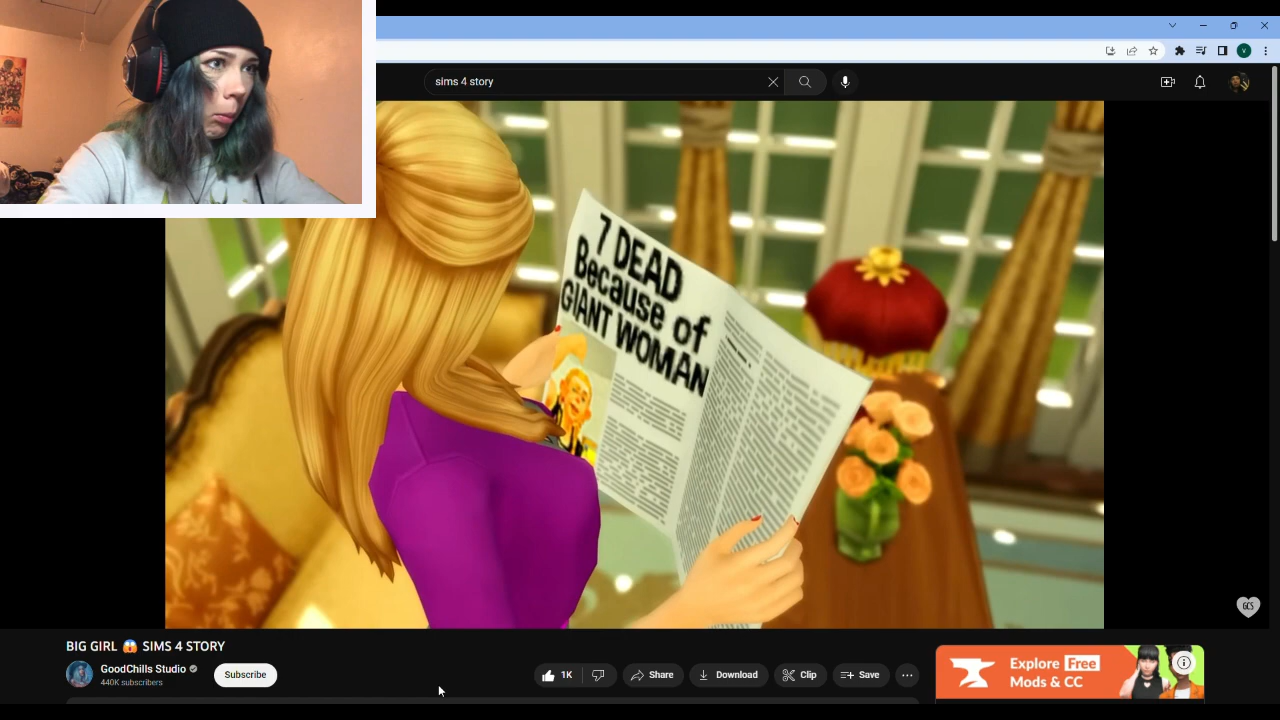 sims 4 story
V
7 DEAD
Because of
GIANT WOMAN
GCS
BIG GIRL 😱 SIMS 4 STORY
GoodChills Studio
440K subscribers
Subscribe
1K
Share
Download
Clip
Save
Explore Free
Mods & CC